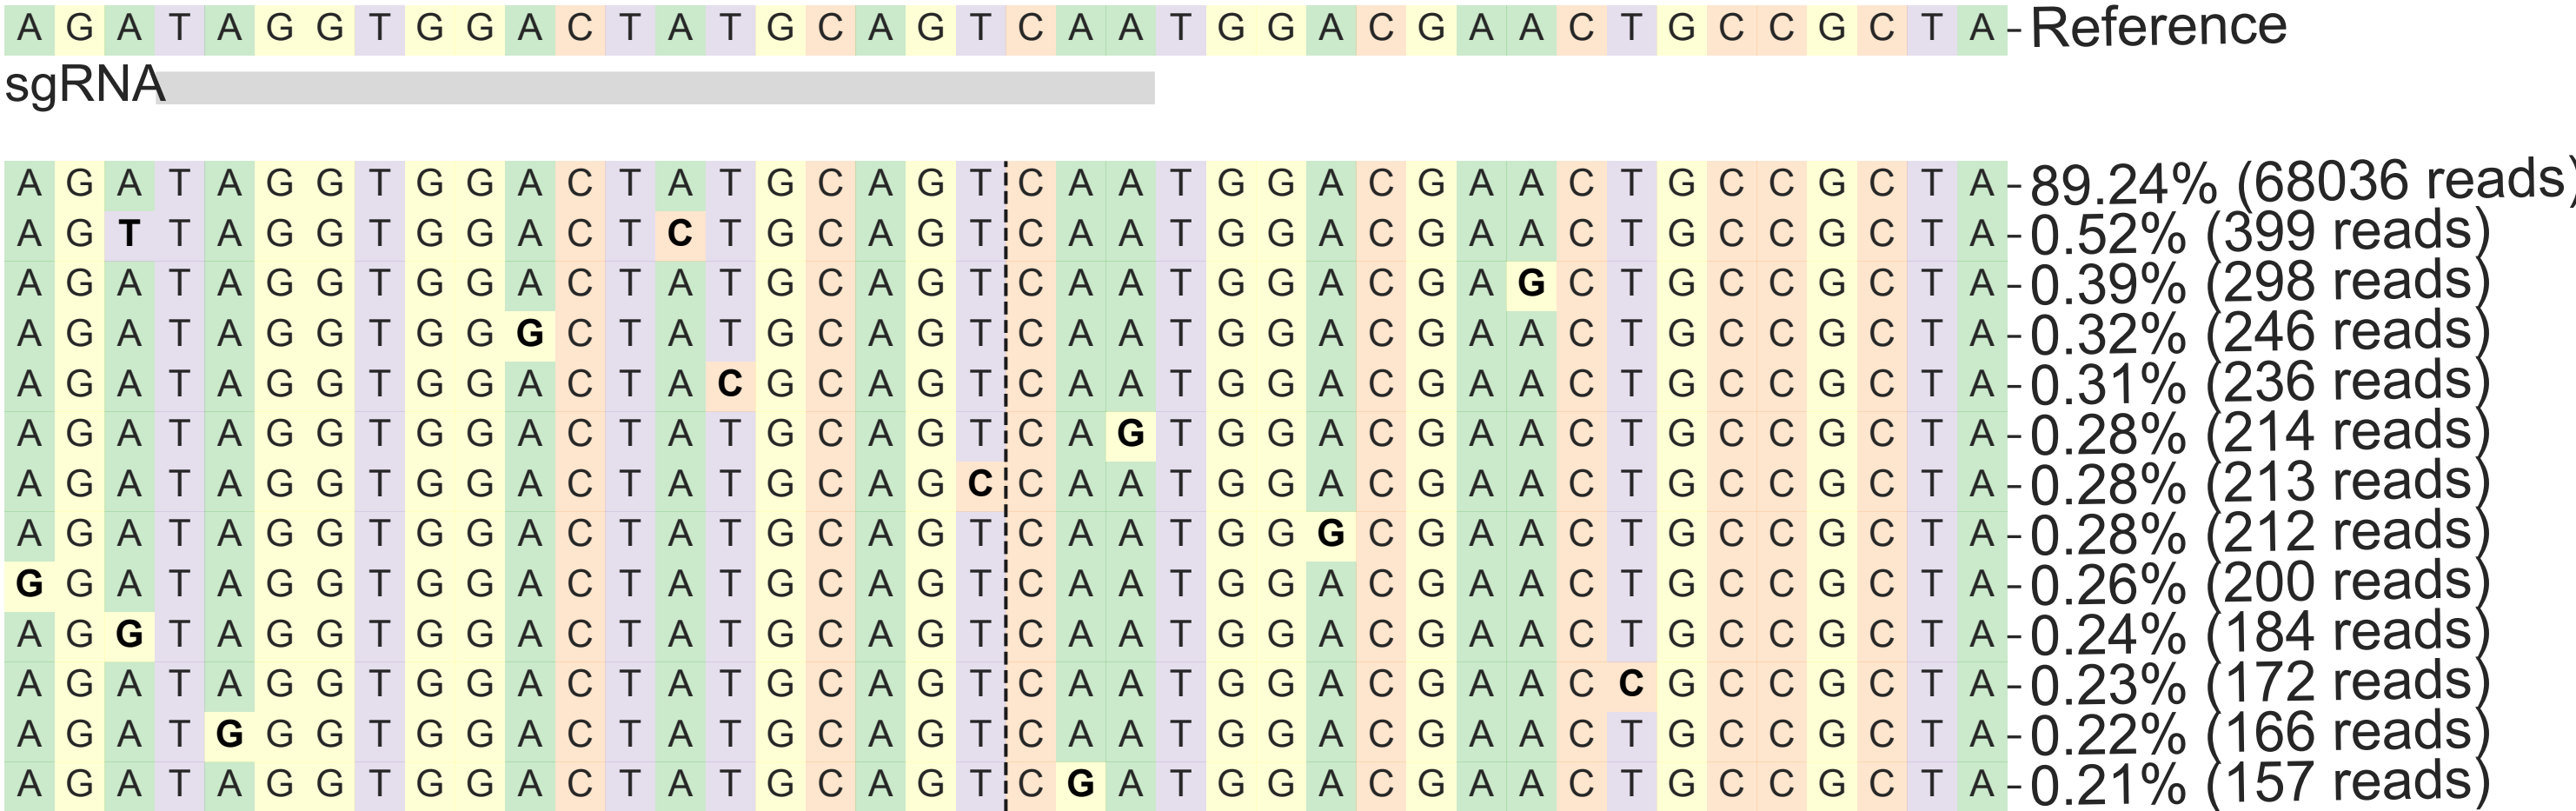 A G A T A G G T G G A C T A T G C A G T C A A T G G A C G A A C T G C C G C T A - Reference
sgRNA
A G A T A G G T G G A C T A T G C A G T C A A T G G A C G A A C T G C C G C T A - 89.24% (68036 reads)
A G T T A G G T G G A C T C T G C A G T C A A T G G A C G A A C T G C C G C T A - 0.52% (399 reads)
A G A T A G G T G G A C T A T G C A G T C A A T G G A C G A G C T G C C G C T A - 0.39% (298 reads)
A G A T A G G T G G G C T A T G C A G T C A A T G G A C G A A C T G C C G C T A - 0.32% (246 reads)
A G A T A G G T G G A C T A C G C A G T C A A T G G A C G A A C T G C C G C T A - 0.31% (236 reads)
A G A T A G G T G G A C T A T G C A G T C A G T G G A C G A A C T G C C G C T A - 0.28% (214 reads)
A G A T A G G T G G A C T A T G C A G C C A A T G G A C G A A C T G C C G C T A - 0.28% (213 reads)
A G A T A G G T G G A C T A T G C A G T C A A T G G G C G A A C T G C C G C T A - 0.28% (212 reads)
G G A T A G G T G G A C T A T G C A G T C A A T G G A C G A A C T G C C G C T A - 0.26% (200 reads)
A G G T A G G T G G A C T A T G C A G T C A A T G G A C G A A C T G C C G C T A - 0.24% (184 reads)
A G A T A G G T G G A C T A T G C A G T C A A T G G A C G A A C C G C C G C T A - 0.23% (172 reads)
A G A T G G G T G G A C T A T G C A G T C A A T G G A C G A A C T G C C G C T A - 0.22% (166 reads)
A G A T A G G T G G A C T A T G C A G T C G A T G G A C G A A C T G C C G C T A - 0.21% (157 reads)